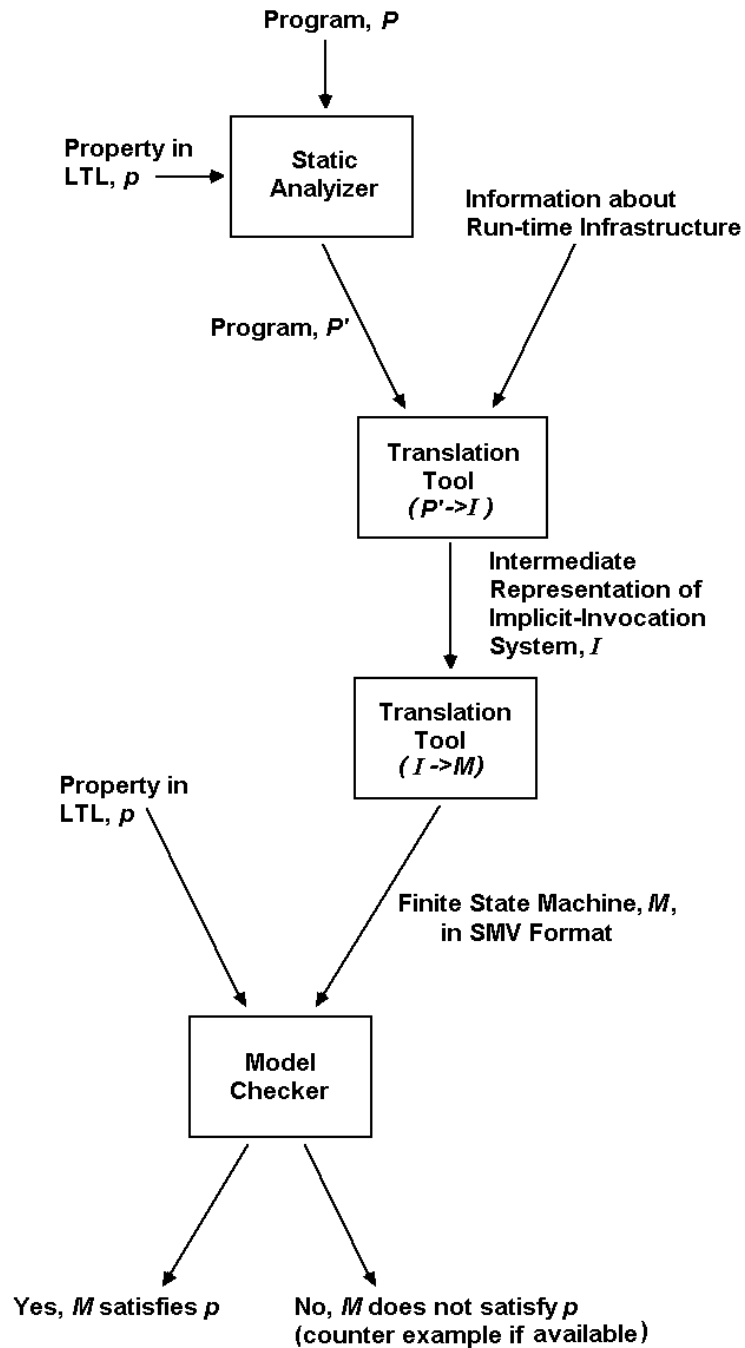 Program, P
Property in
LTL, p
Static
Analyizer
Information about
Run-time Infrastructure
Program, P'
Translation
Tool
(P'->I)
Intermediate
Representation of
Implicit-Invocation
System, I
Translation
Tool
(I->M)
Property in
LTL, p
Finite State Machine, M,
in SMV Format
Model
Checker
Yes, M satisfies p
No, M does not satisfy p
(counter example if available)